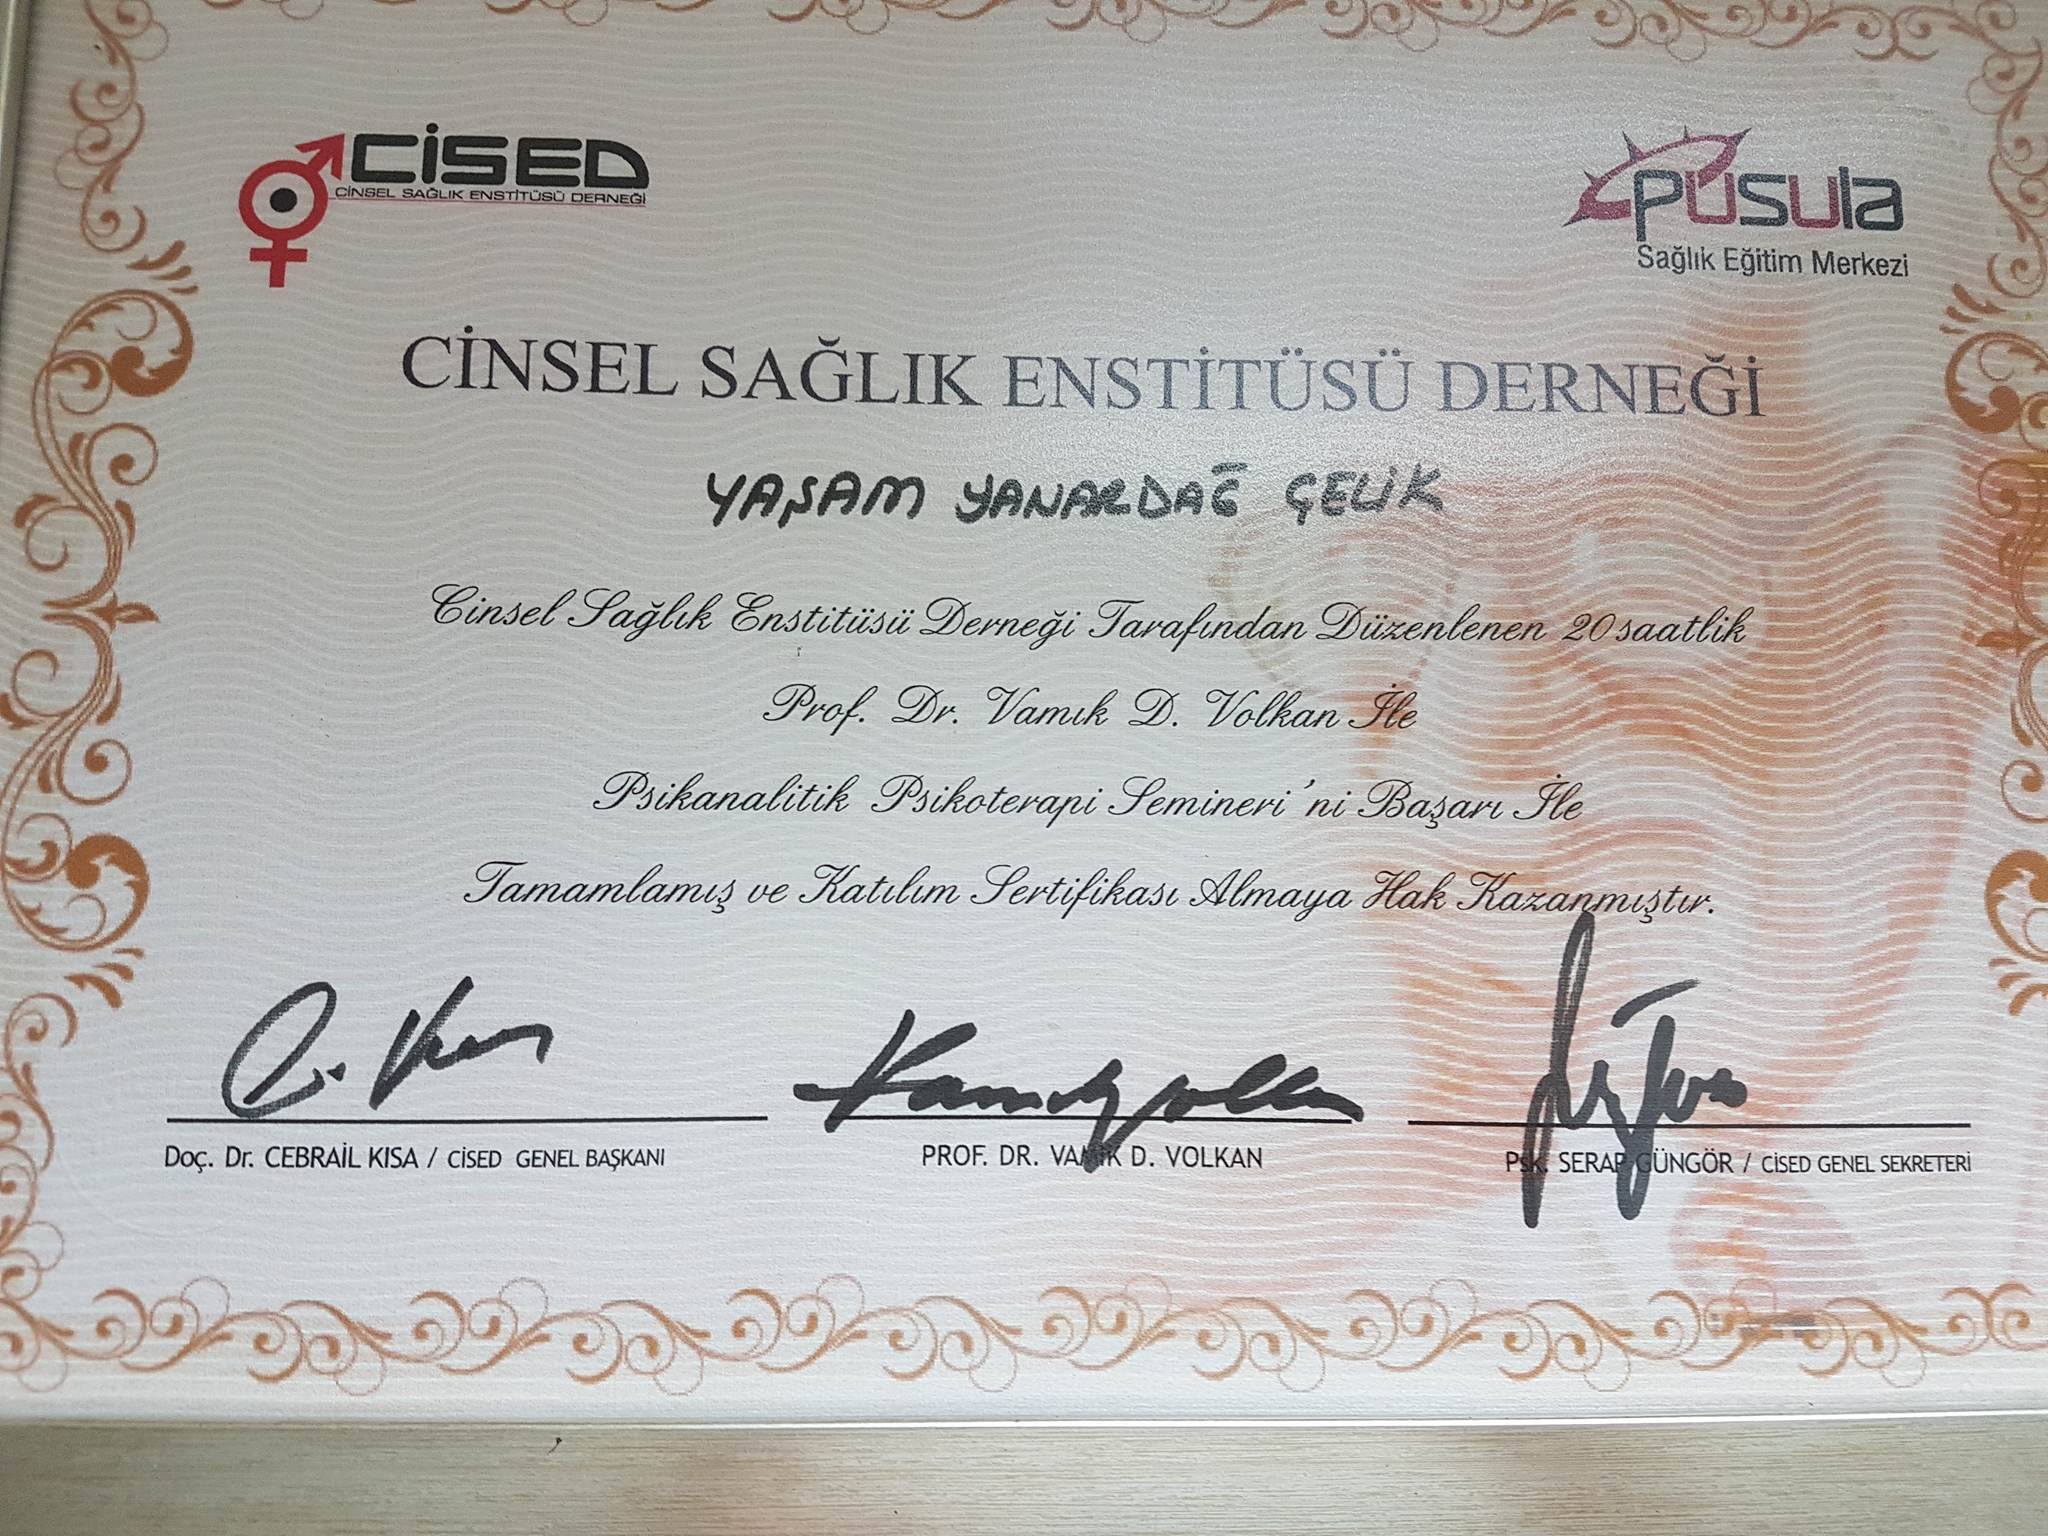 CİSED
CİNSEL SAĞLIK ENSTİTÜSÜ DERNEĞİ
pusula
Sağlık Eğitim Merkezi
CİNSEL SAĞLIK ENSTİTÜSÜ DERNEĞİ
YAŞAM YANARDAĞ ÇELİK
Cinsel Sağlık Enstitüsü Derneği Tarafından Düzenlenen 20 saatlik
Prof. Dr. Vamık D. Volkan İle
Psikanalitik Psikoterapi Semineri'ni Başarı İle
Tamamlamış ve Katılım Sertifikası Almaya Hak Kazanmıştır.
Doç. Dr. CEBRAİL KISA / CİSED GENEL BAŞKANI
PROF. DR. VAMIK D. VOLKAN
Psk. SERAP GÜNGÖR / CİSED GENEL SEKRETERİ